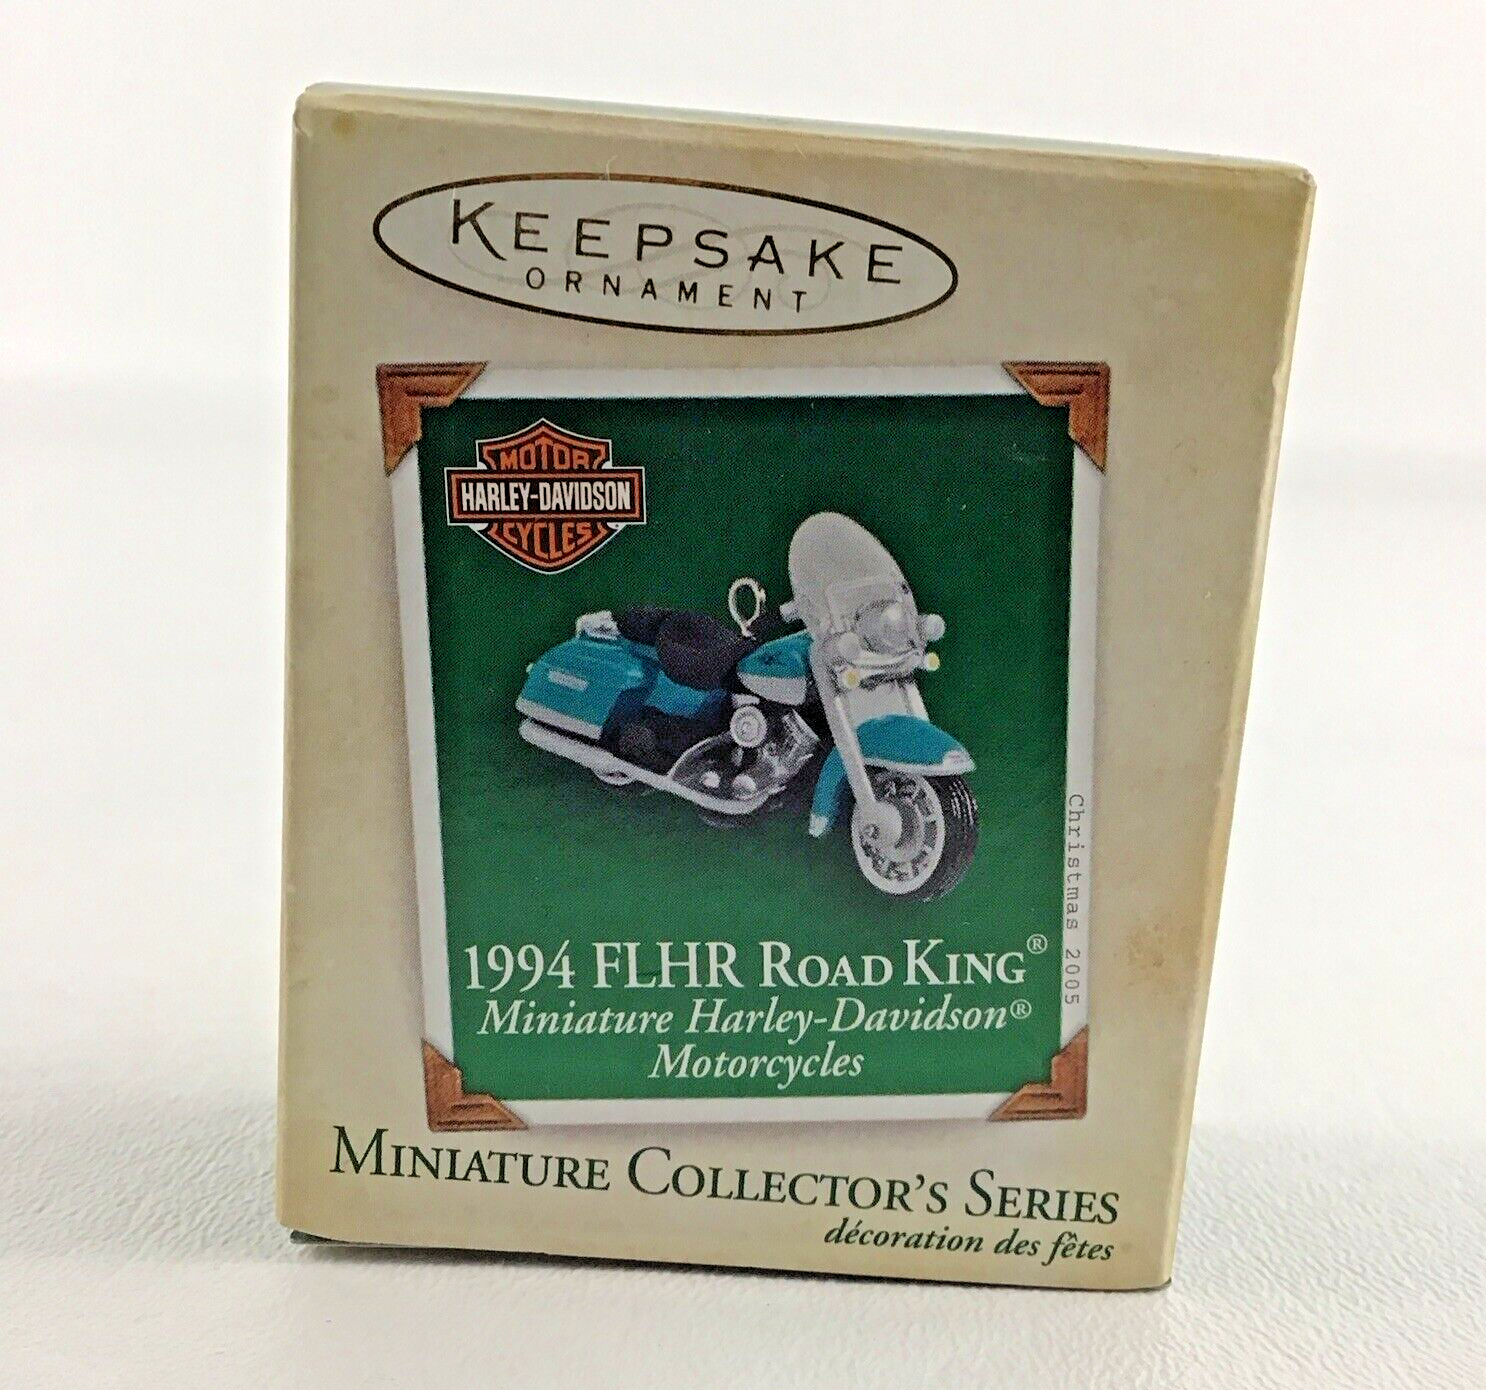 KEEPSAKE
ORNAMENT
MOTOR
HARLEY-DAVIDSON
CYCLES
Christmas 2005
1994 FLHR ROAD KING®
Miniature Harley-Davidson®
Motorcycles
MINIATURE COLLECTOR'S SERIES
décoration des fêtes